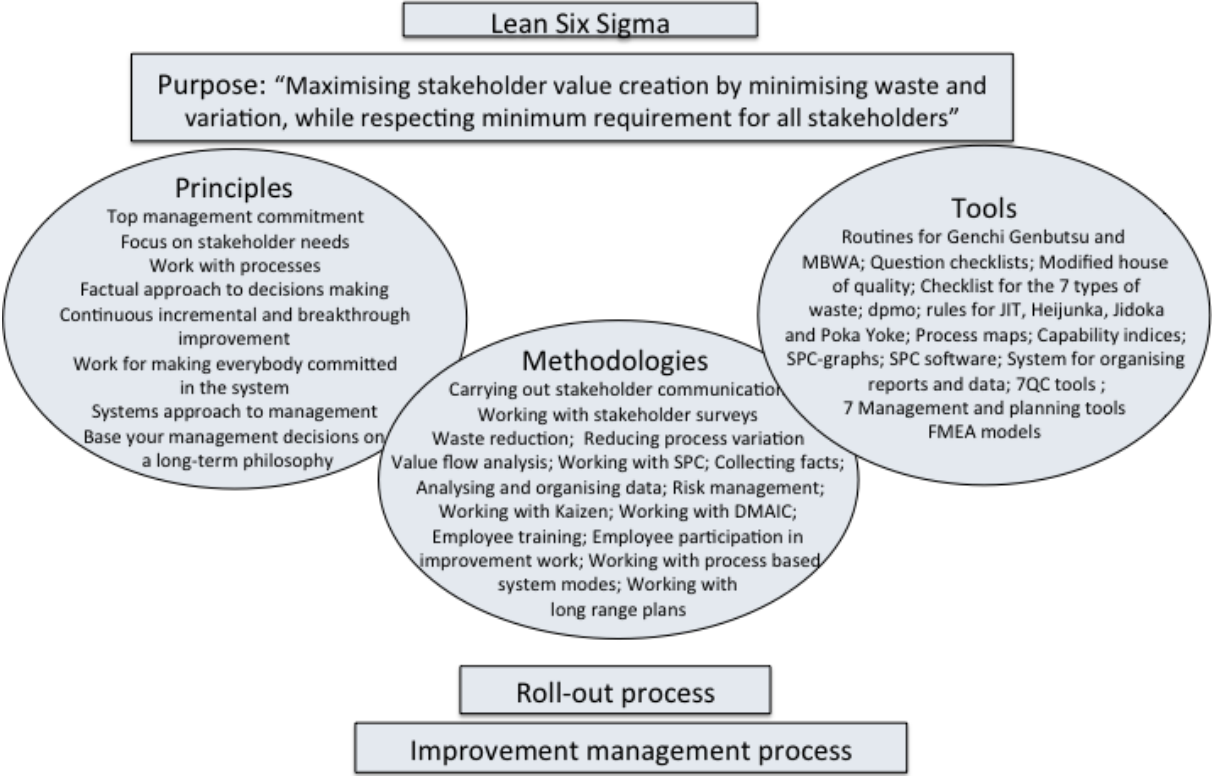 Lean Six Sigma
Purpose: “Maximising stakeholder value creation by minimising waste and
variation, while respecting minimum requirement for all stakeholders”
Principles
Top management commitment
Focus on stakeholder needs
Work with processes
Factual approach to decisions making
Continuous incremental and breakthrough
improvement
Work for making everybody committed
in the system
Systems approach to management
Base your management decisions on
a long-term philosophy
Methodologies
Carrying out stakeholder communication
Working with stakeholder surveys
Waste reduction; Reducing process variation
Value flow analysis; Working with SPC; Collecting facts;
Analysing and organising data; Risk management;
Working with Kaizen; Working with DMAIC;
Employee training; Employee participation in
improvement work; Working with process based
system modes; Working with
long range plans
Tools
Routines for Genchi Genbutsu and
MBWA; Question checklists; Modified house
of quality; Checklist for the 7 types of
waste; dpmo; rules for JIT, Heijunka, Jidoka
and Poka Yoke; Process maps; Capability indices;
SPC-graphs; SPC software; System for organising
reports and data; 7QC tools ;
7 Management and planning tools
FMEA models
Roll-out process
Improvement management process